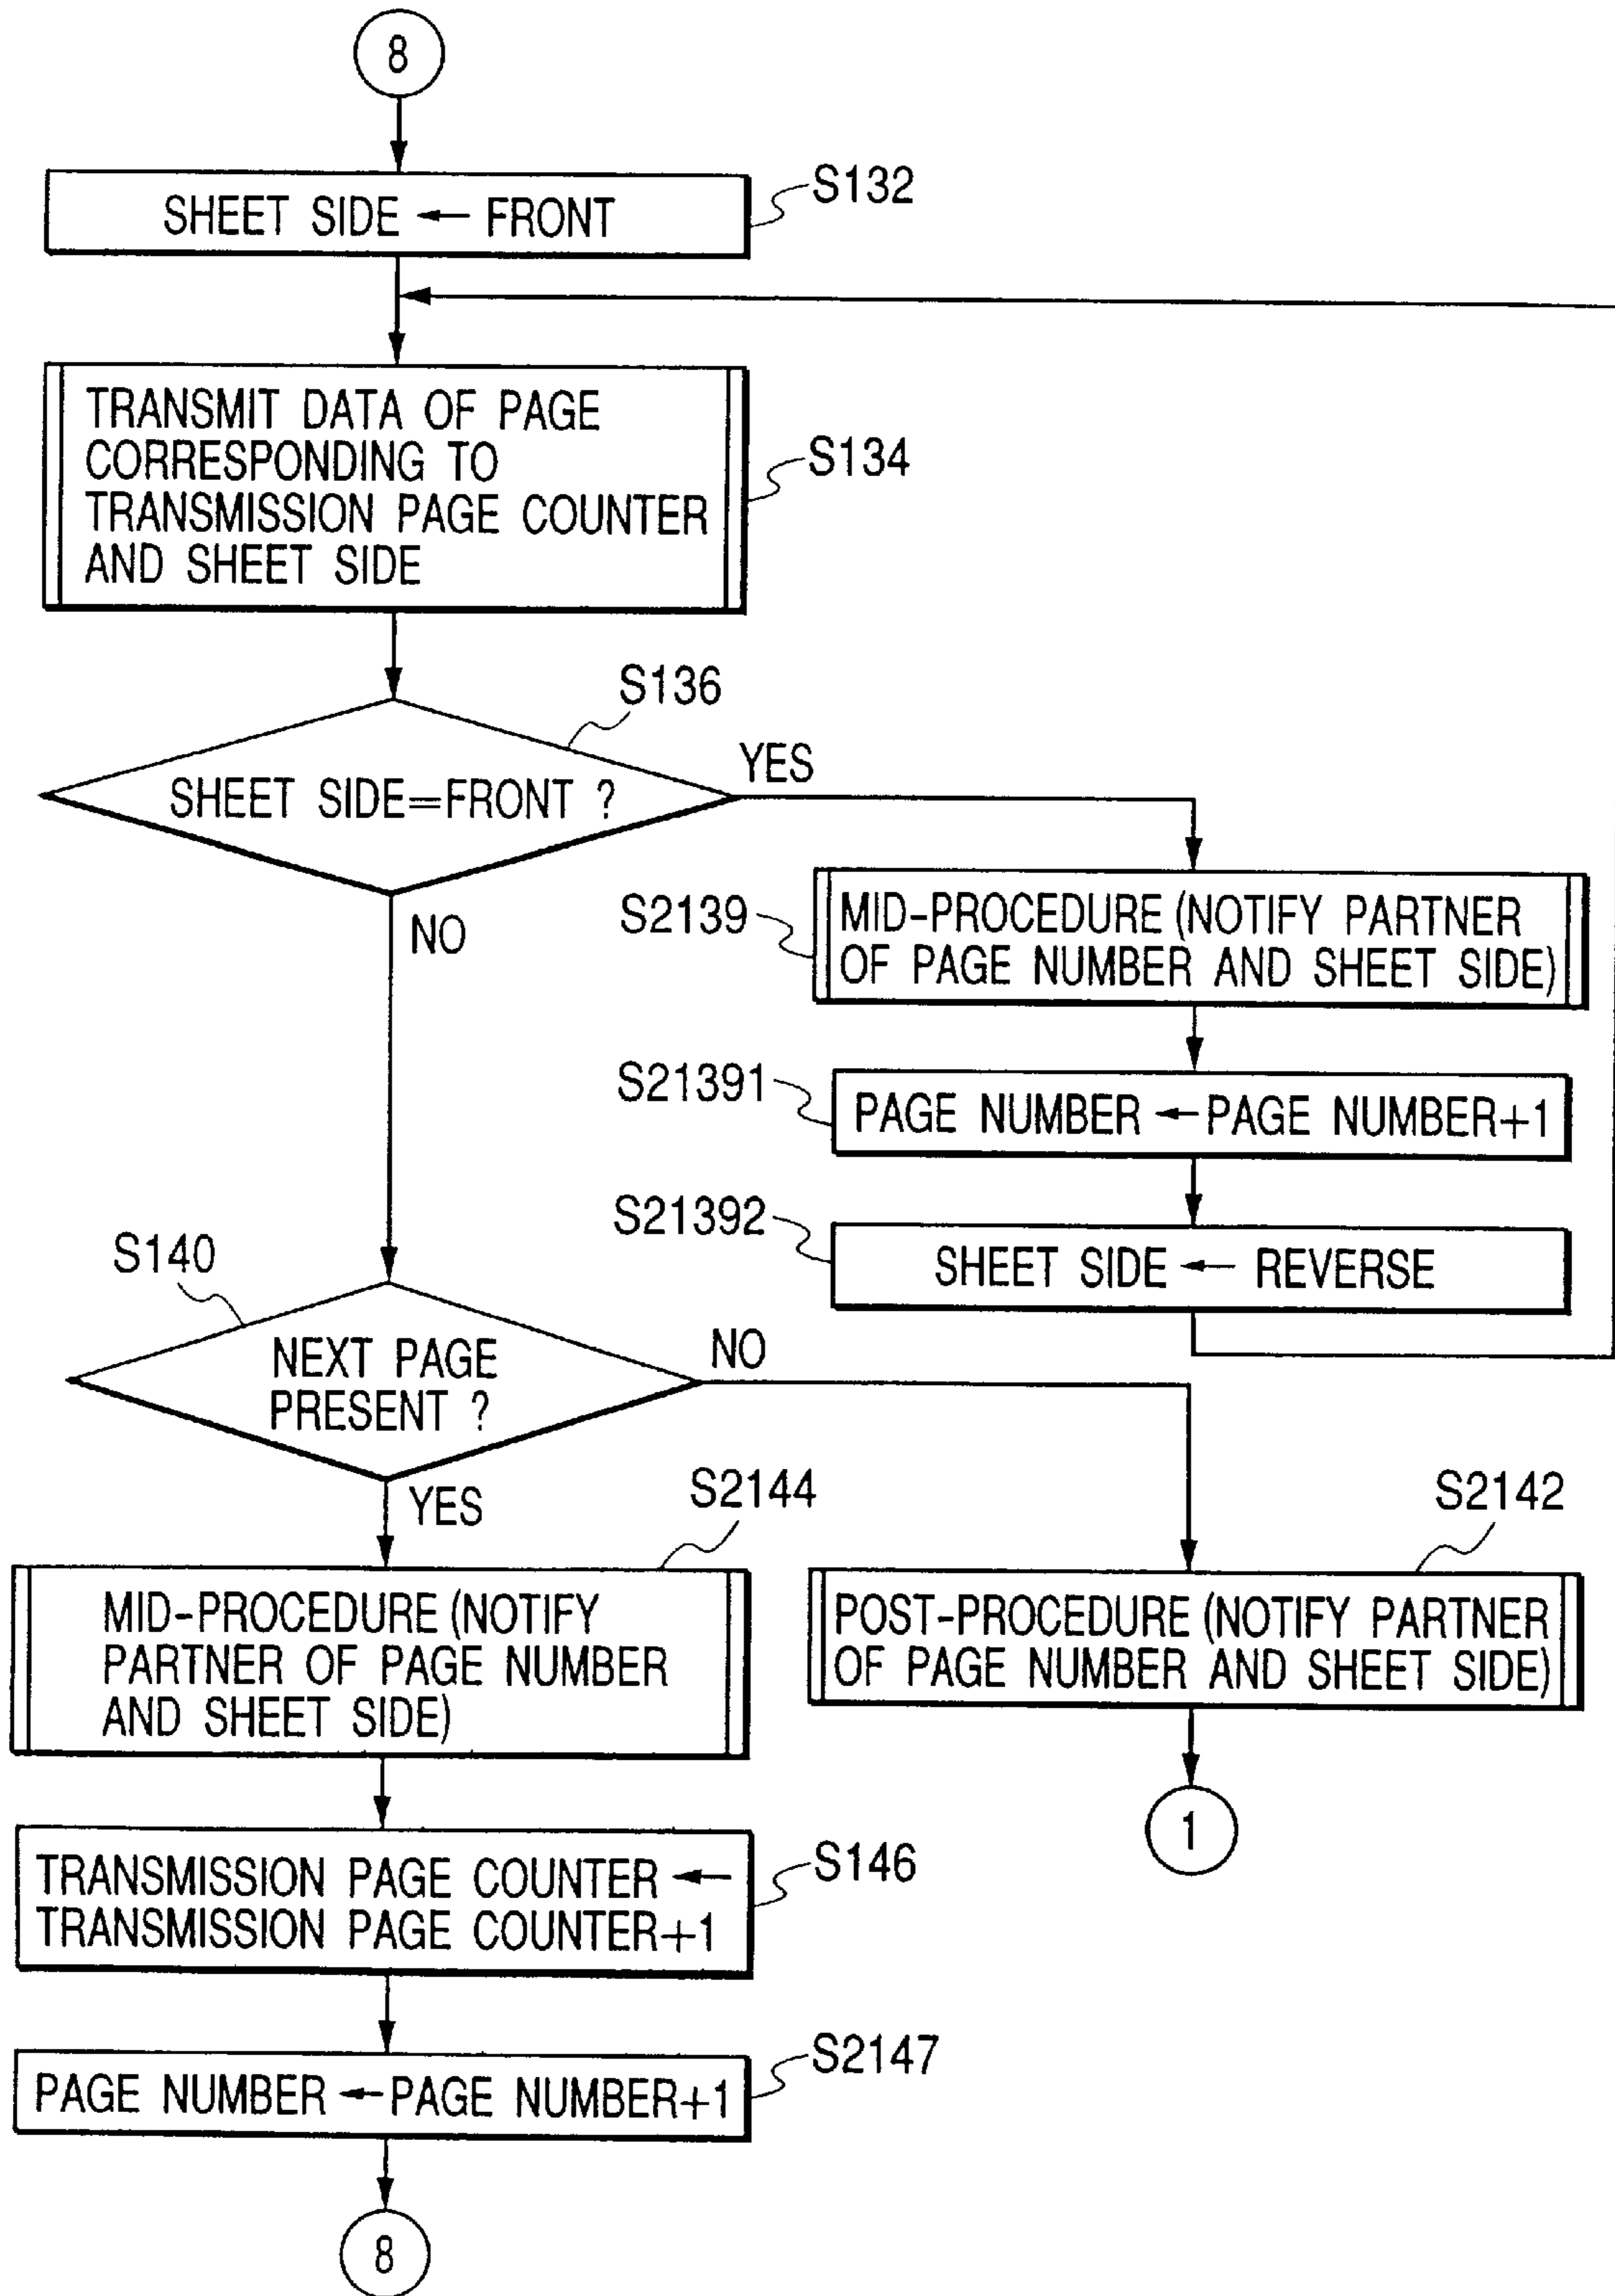 8
SHEET SIDE ← FRONT
S132
TRANSMIT DATA OF PAGE
CORRESPONDING TO
TRANSMISSION PAGE COUNTER
AND SHEET SIDE
S134
S136
SHEET SIDE=FRONT ?
YES
NO
S2139
MID-PROCEDURE (NOTIFY PARTNER
OF PAGE NUMBER AND SHEET SIDE)
S21391
PAGE NUMBER ← PAGE NUMBER+1
S21392
SHEET SIDE ← REVERSE
S140
NEXT PAGE
PRESENT ?
NO
YES
S2144
MID-PROCEDURE (NOTIFY
PARTNER OF PAGE NUMBER
AND SHEET SIDE)
S2142
POST-PROCEDURE (NOTIFY PARTNER
OF PAGE NUMBER AND SHEET SIDE)
1
TRANSMISSION PAGE COUNTER ←
TRANSMISSION PAGE COUNTER+1
S146
PAGE NUMBER ← PAGE NUMBER+1
S2147
8